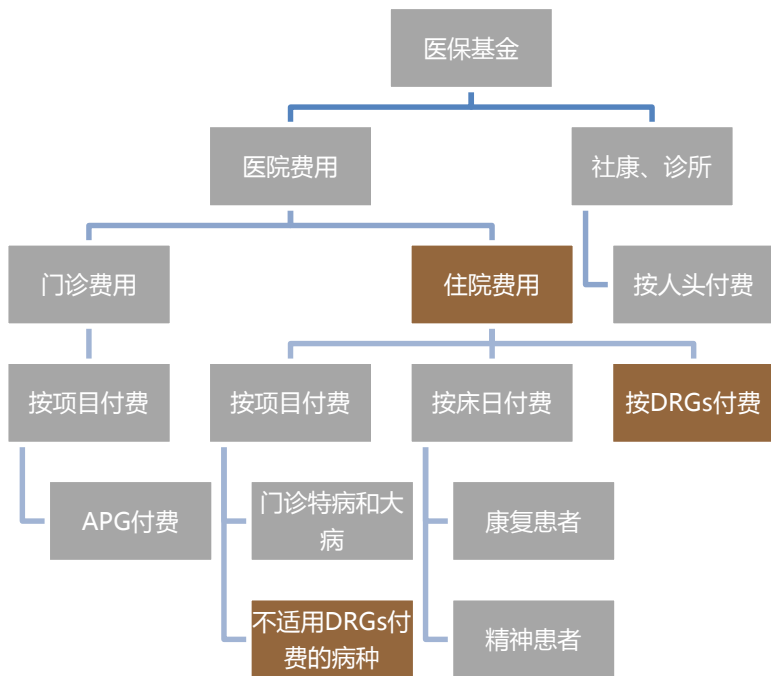 医保基金
医院费用
社康、诊所
门诊费用
住院费用
按人头付费
按项目付费
按项目付费
按床日付费
按DRGs付费
APG付费
门诊特病和大
病
康复患者
不适用DRGs付
费的病种
精神患者